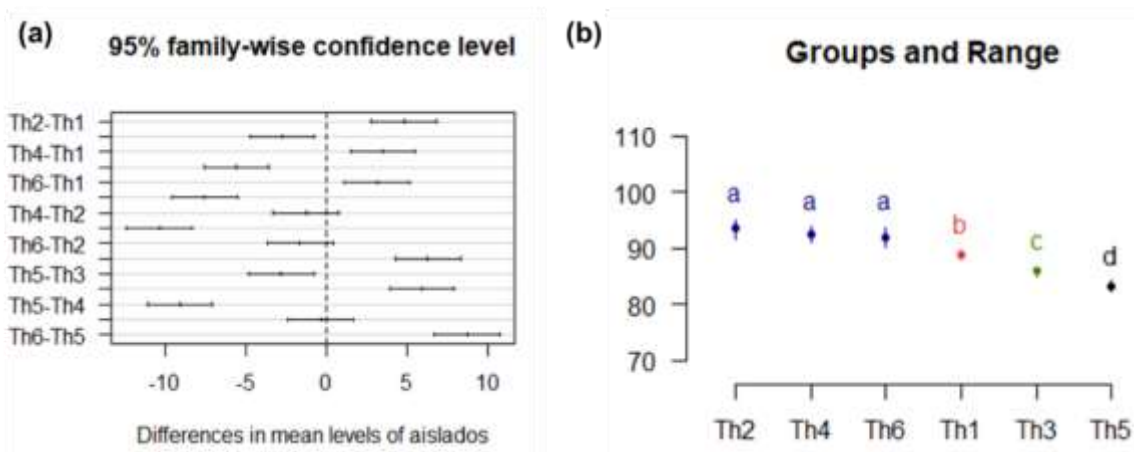 (a)
95% family-wise confidence level
Th2-Th1
Th4-Th1
Th6-Th1
Th4-Th2
Th6-Th2
Th5-Th3
Th5-Th4
Th6-Th5
-10 -5 0 5 10
Differences in mean levels of aislados
(b)
Groups and Range
110
100
90
80
70
a a a b c d
Th2 Th4 Th6 Th1 Th3 Th5